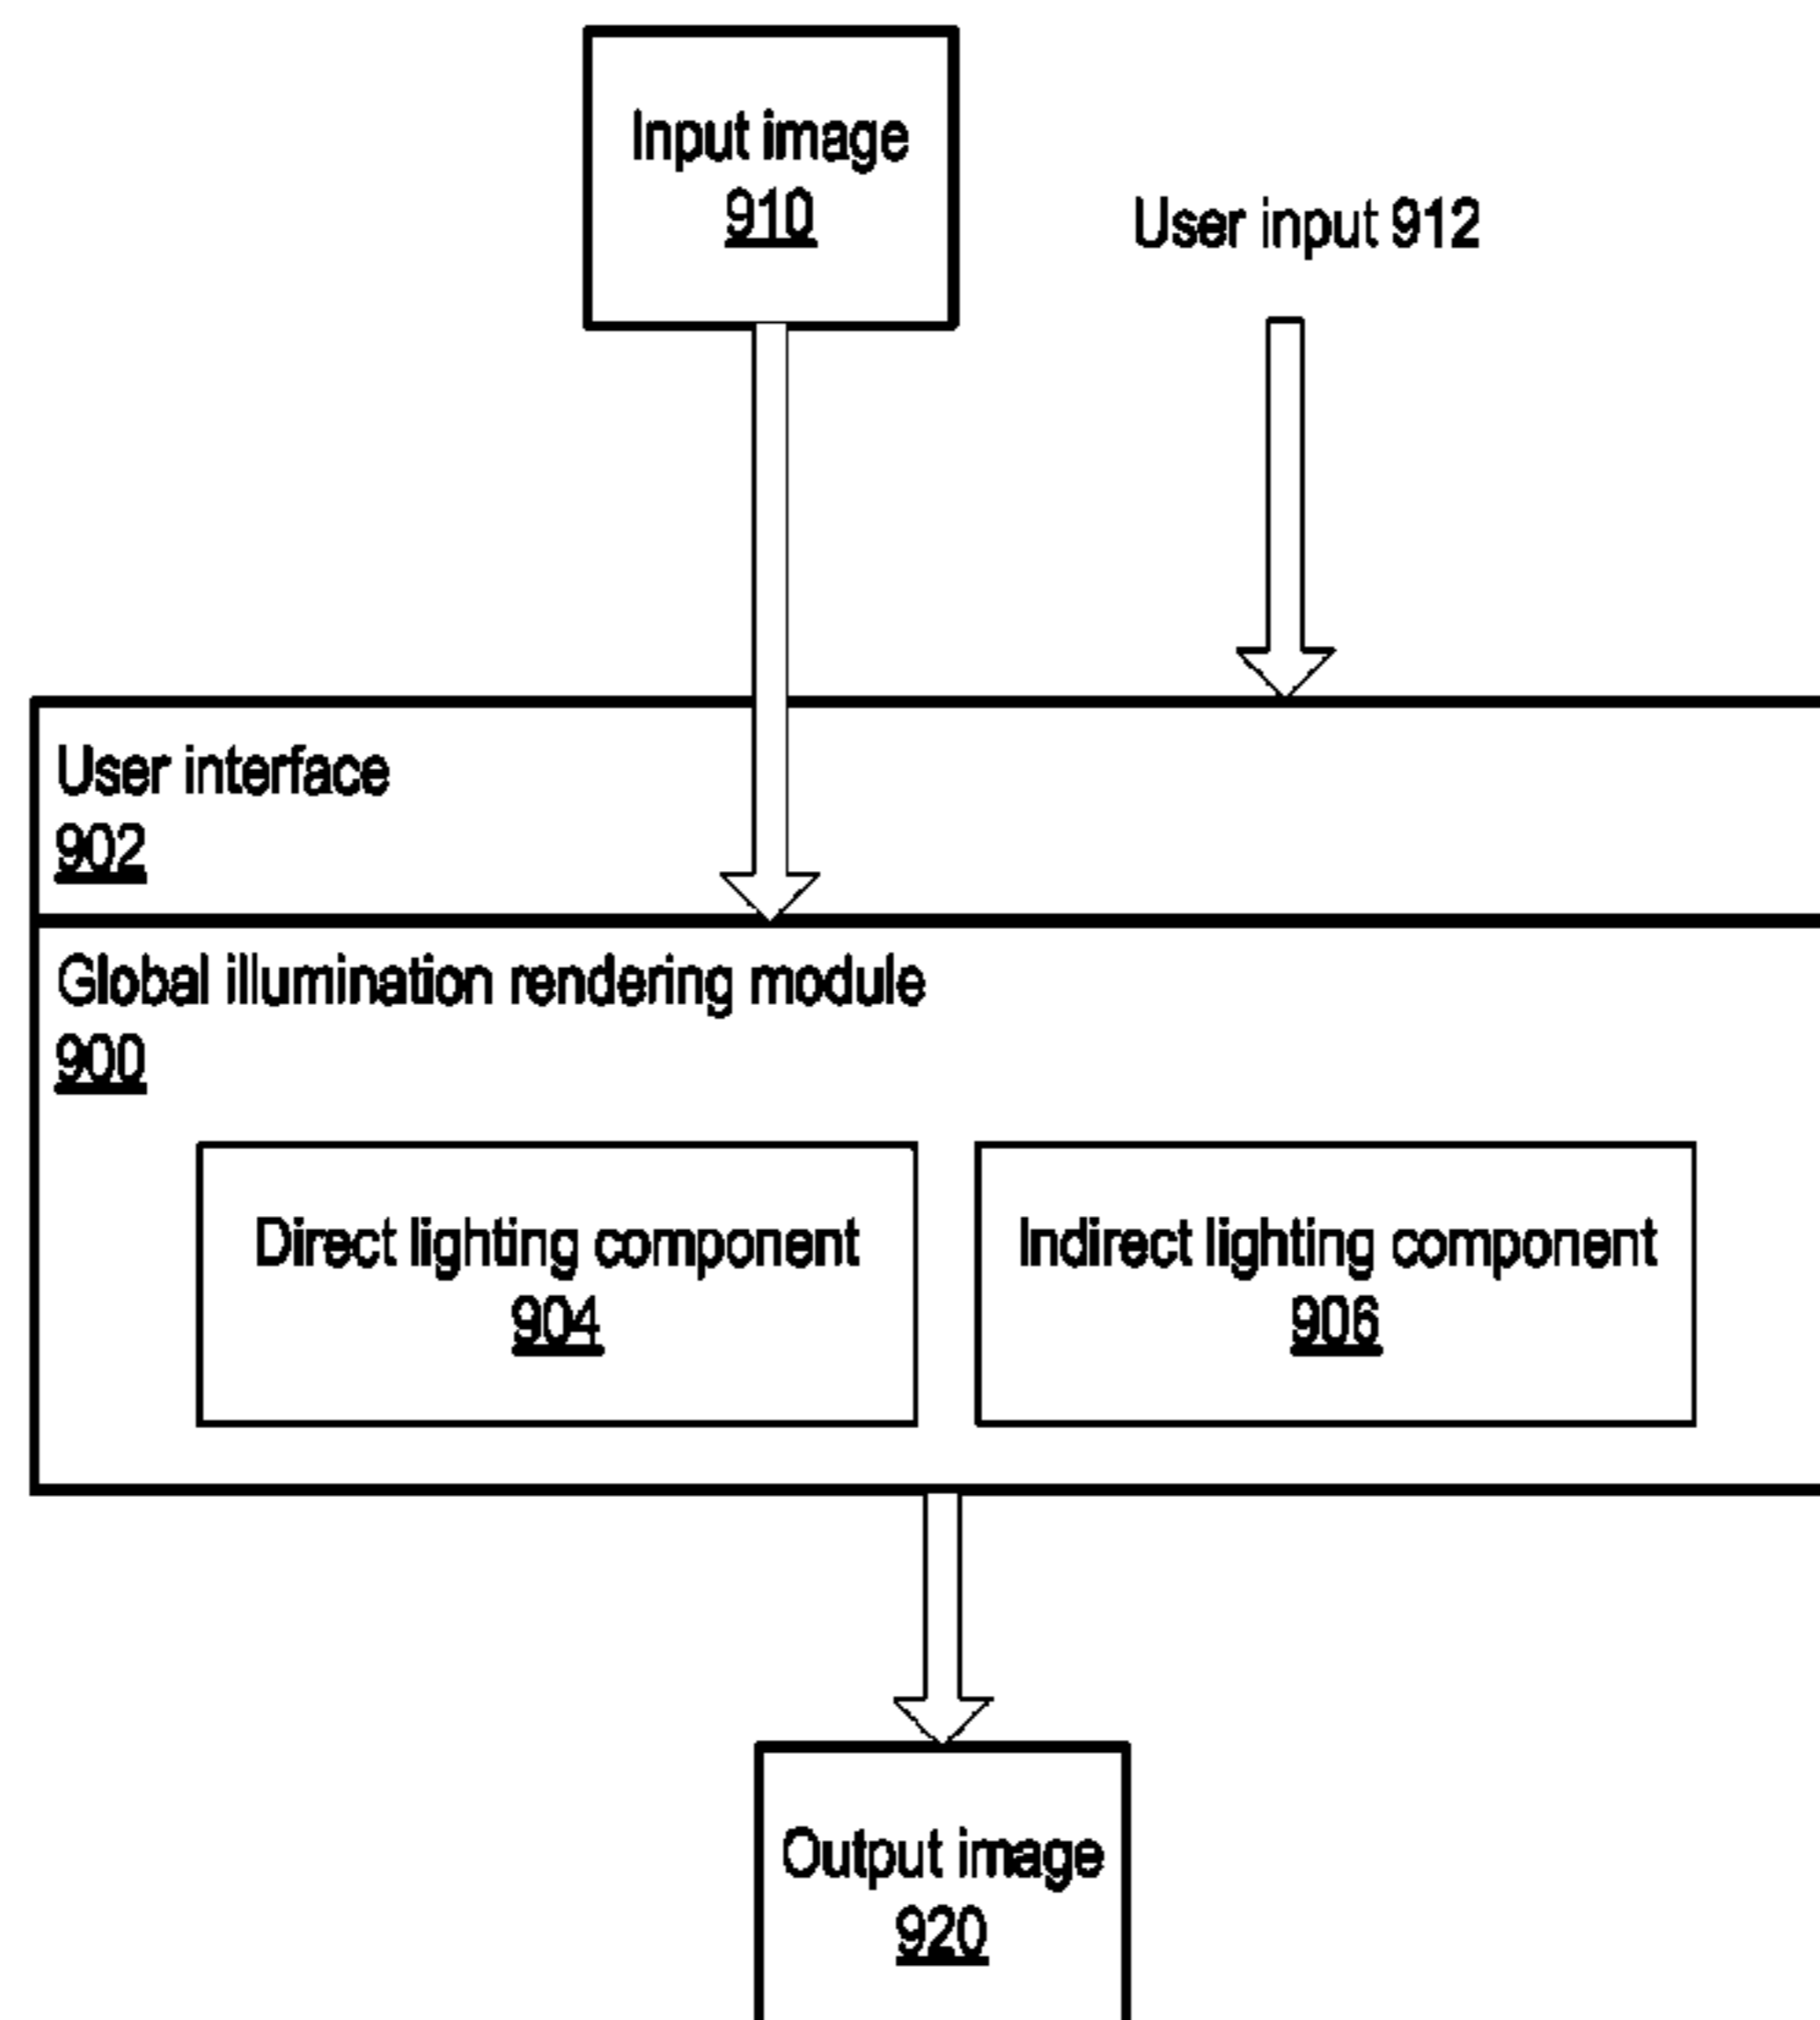 Input image
910
User input 912
User interface
902
Global illumination rendering module
900
Direct lighting component
904
Indirect lighting component
906
Output image
920